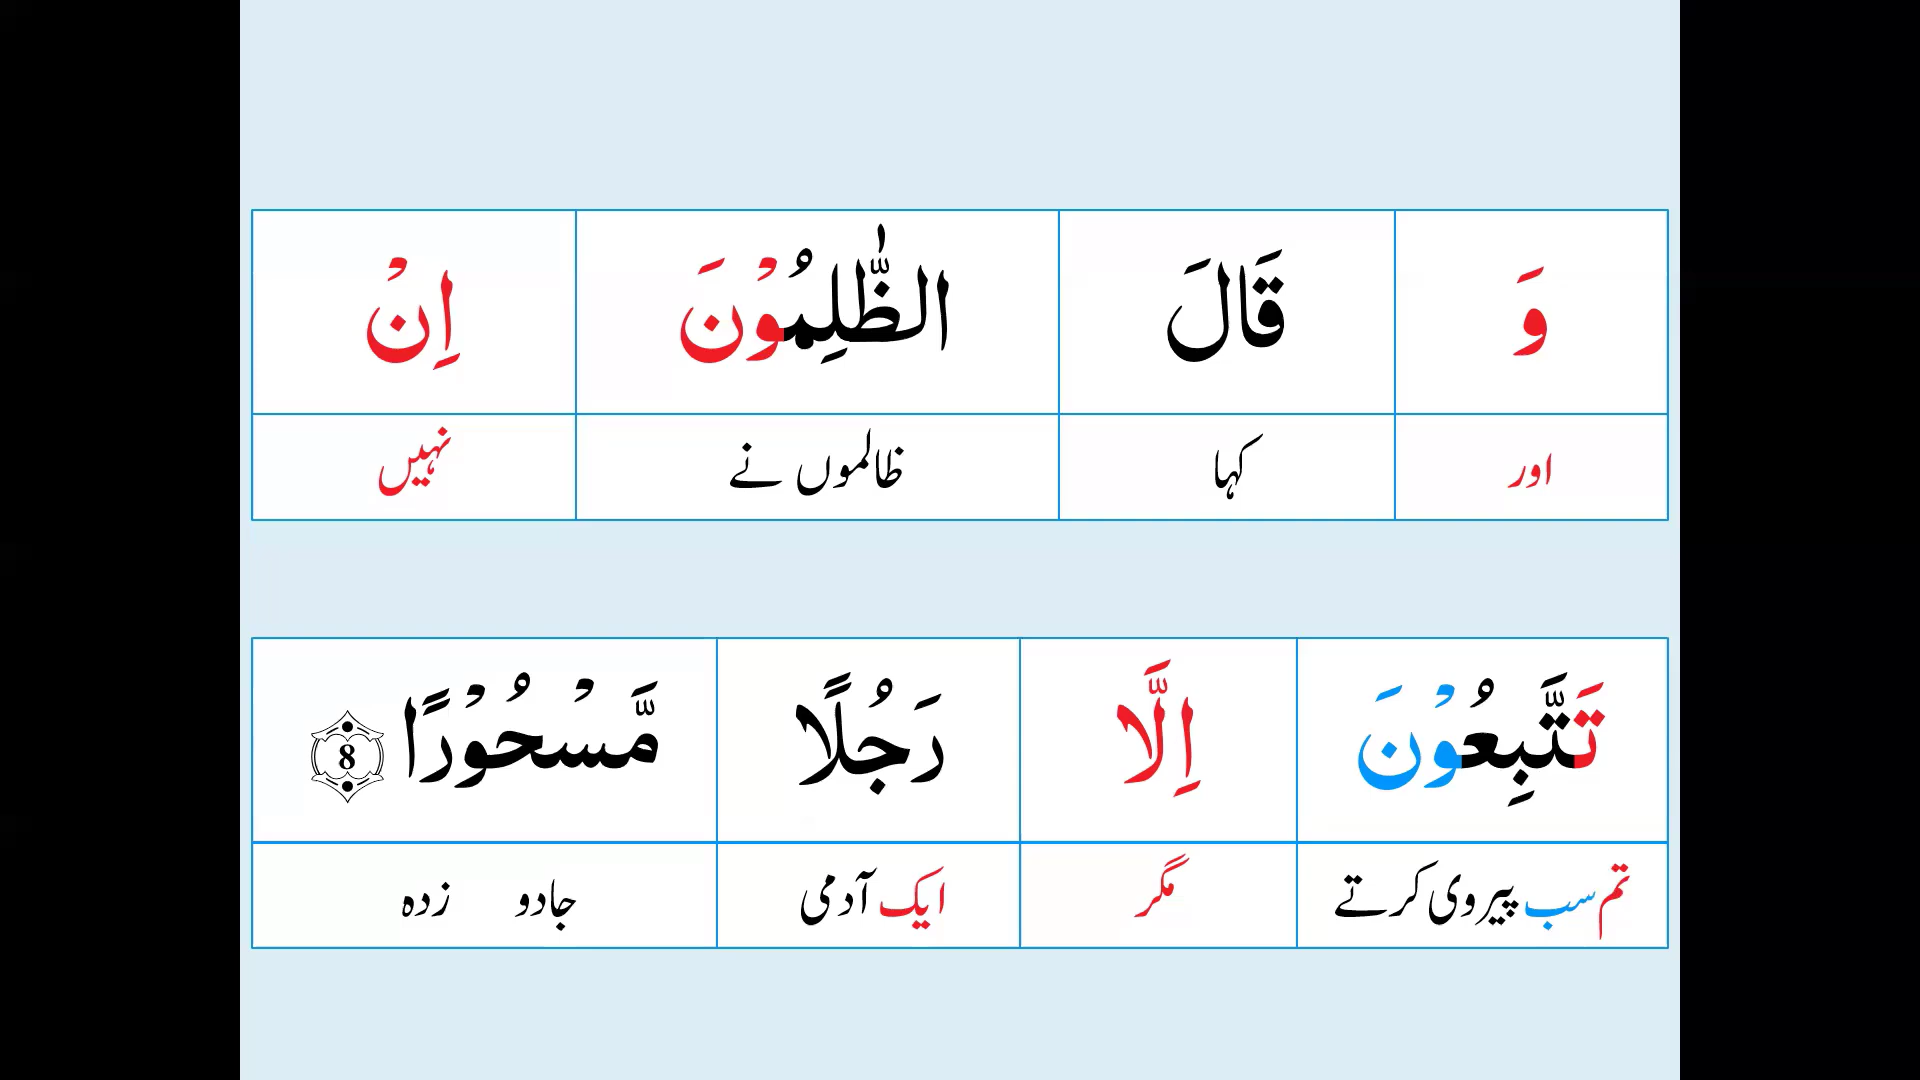 وَ قَالَ الظّٰلِمُوْنَ اِنْ
اور کہا ظالموں نے نہیں
تَتَّبِعُوْنَ اِلَّا رَجُلًا مَّسْحُوْرًا 8
تم سب پیروی کرتے مگر ایک آدمی جادو زدہ